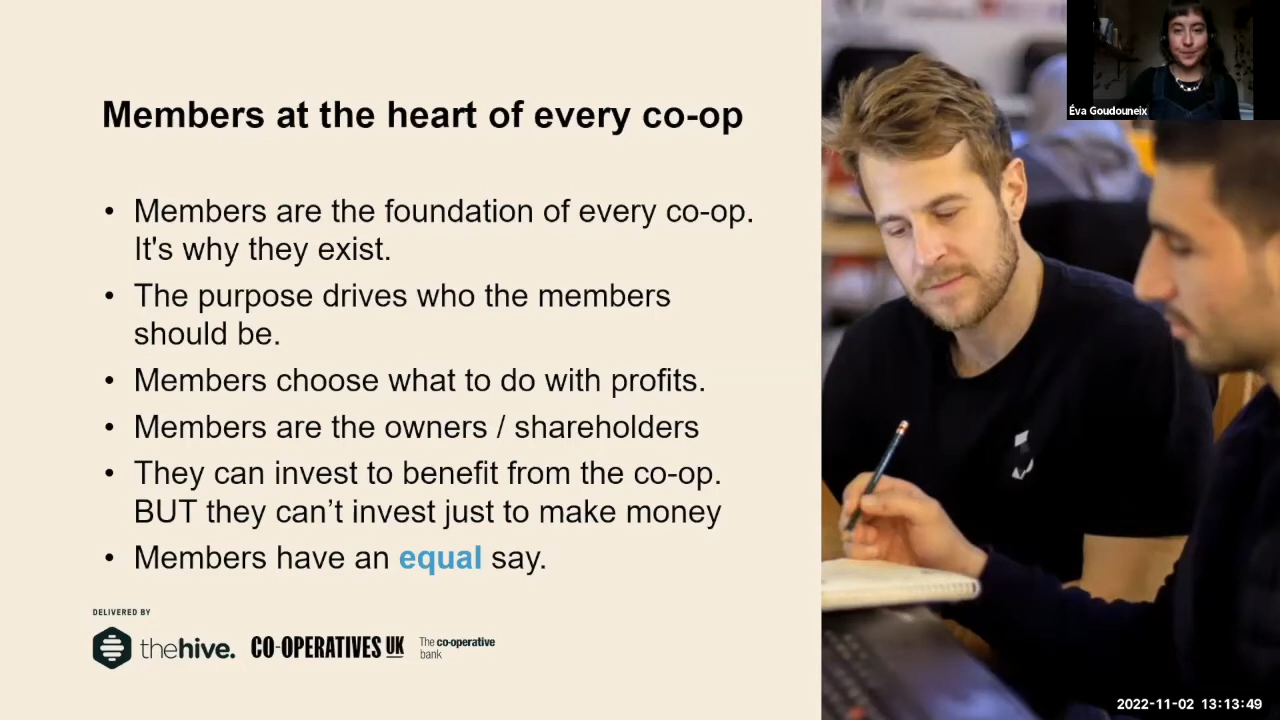 Éva Goudouneix
Members at the heart of every co-op
• Members are the foundation of every co-op.
It's why they exist.
• The purpose drives who the members
should be.
• Members choose what to do with profits.
• Members are the owners / shareholders
• They can invest to benefit from the co-op.
BUT they can’t invest just to make money
• Members have an equal say.
DELIVERED BY
thehive.
CO-OPERATIVES UK
The co-operative
bank
2022-11-02 13:13:49